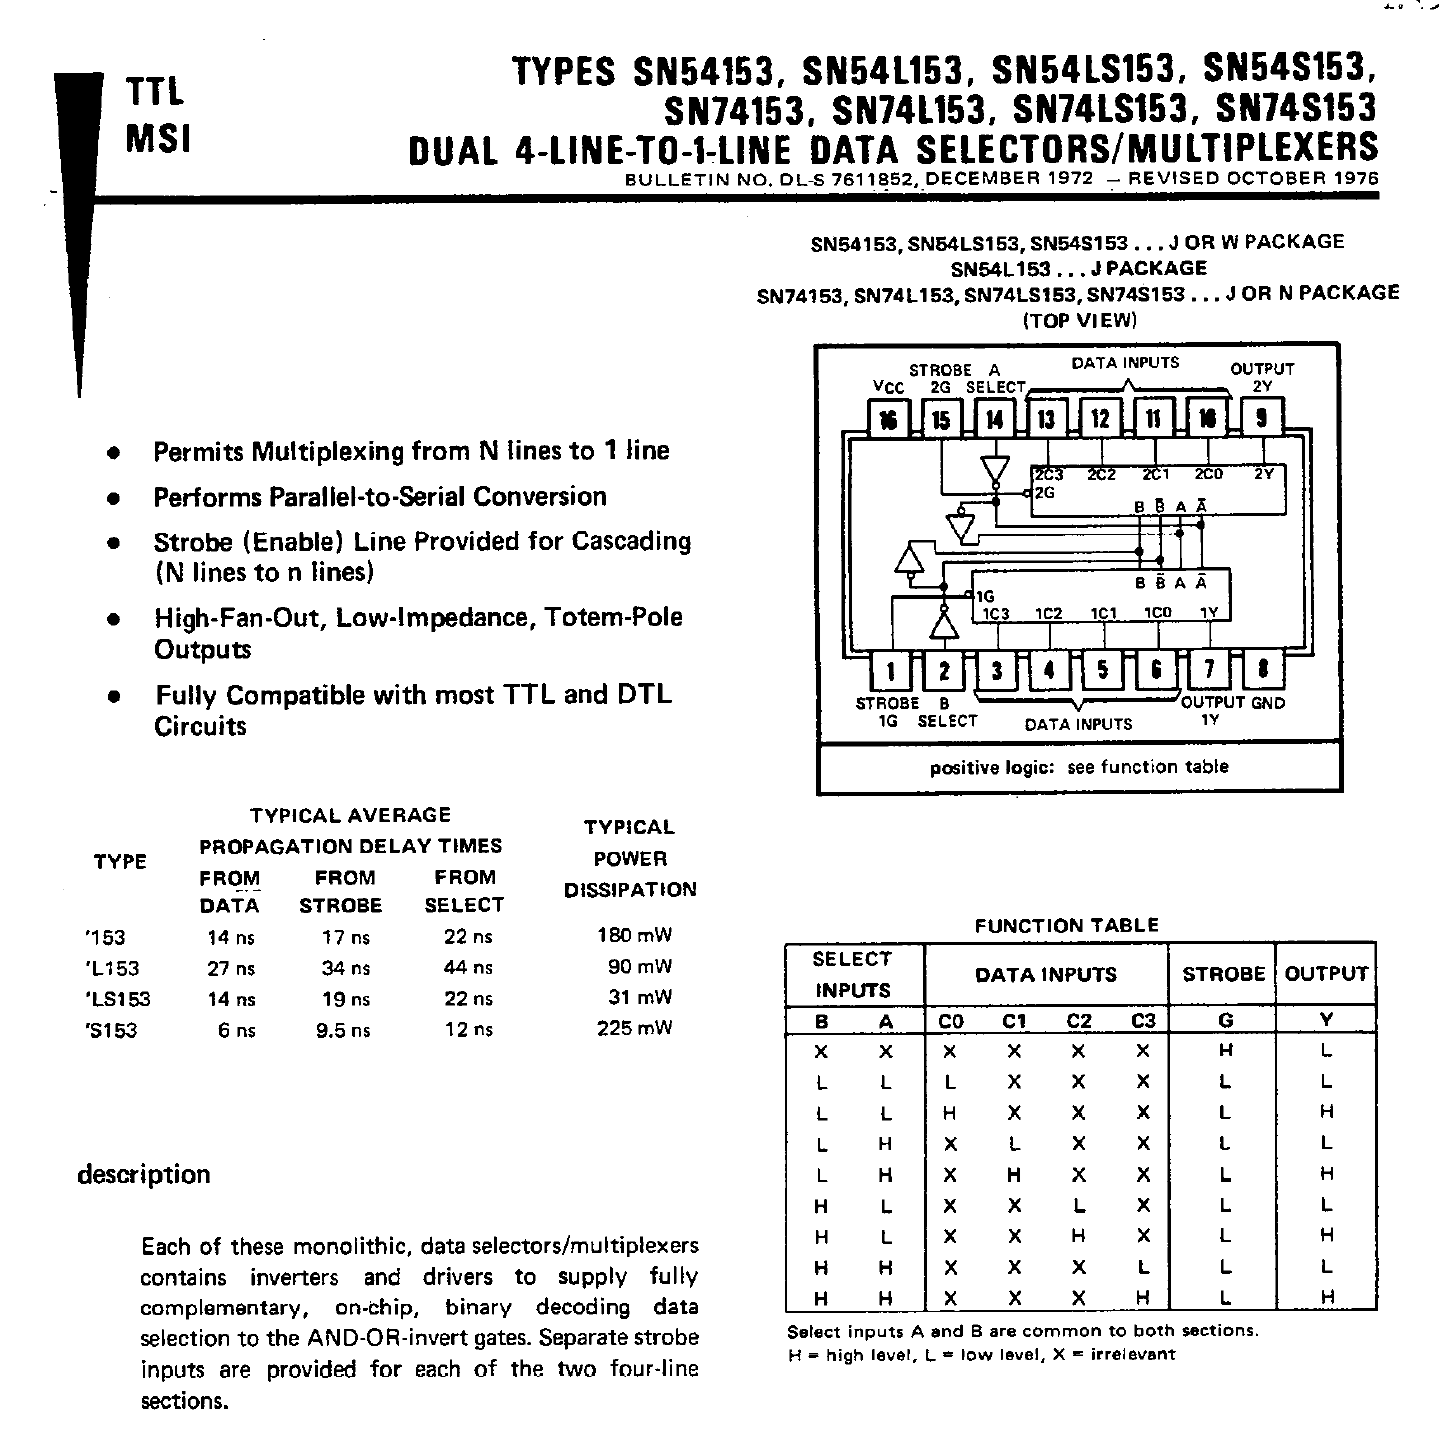 TTL
MSI
TYPES SN54153, SN54L153, SN54LS153, SN54S153,
SN74153, SN74L153, SN74LS153, SN74S153
DUAL 4-LINE-TO-1-LINE DATA SELECTORS/MULTIPLEXERS
BULLETIN NO. DL-S 7611852, DECEMBER 1972 – REVISED OCTOBER 1976
• Permits Multiplexing from N lines to 1 line
• Performs Parallel-to-Serial Conversion
• Strobe (Enable) Line Provided for Cascading
(N lines to n lines)
• High-Fan-Out, Low-Impedance, Totem-Pole
Outputs
• Fully Compatible with most TTL and DTL
Circuits
TYPICAL AVERAGE
PROPAGATION DELAY TIMES
TYPICAL
POWER
DISSIPATION
TYPE
FROM FROM FROM
DATA STROBE SELECT
'153 14 ns 17 ns 22 ns 180 mW
'L153 27 ns 34 ns 44 ns 90 mW
'LS153 14 ns 19 ns 22 ns 31 mW
'S153 6 ns 9.5 ns 12 ns 225 mW
description
Each of these monolithic, data selectors/multiplexers
contains inverters and drivers to supply fully
complementary, on-chip, binary decoding data
selection to the AND-OR-invert gates. Separate strobe
inputs are provided for each of the two four-line
sections.
SN54153, SN54LS153, SN54S153 . . . J OR W PACKAGE
SN54L153 . . . J PACKAGE
SN74153, SN74L153, SN74LS153, SN74S153 . . . J OR N PACKAGE
(TOP VIEW)
STROBE A DATA INPUTS OUTPUT
VCC 2G SELECT 2Y
16 15 14 13 12 11 10 9
2C3 2C2 2C1 2C0 2Y
2G
B B̅ A A̅
B B̅ A A̅
1G
1C3 1C2 1C1 1C0 1Y
1 2 3 4 5 6 7 8
STROBE B OUTPUT GND
1G SELECT DATA INPUTS 1Y
positive logic: see function table
FUNCTION TABLE
SELECT
INPUTS
DATA INPUTS STROBE OUTPUT
B A C0 C1 C2 C3 G Y
X X X X X X H L
L L L X X X L L
L L H X X X L H
L H X L X X L L
L H X H X X L H
H L X X L X L L
H L X X H X L H
H H X X X L L L
H H X X X H L H
Select inputs A and B are common to both sections.
H = high level, L = low level, X = irrelevant